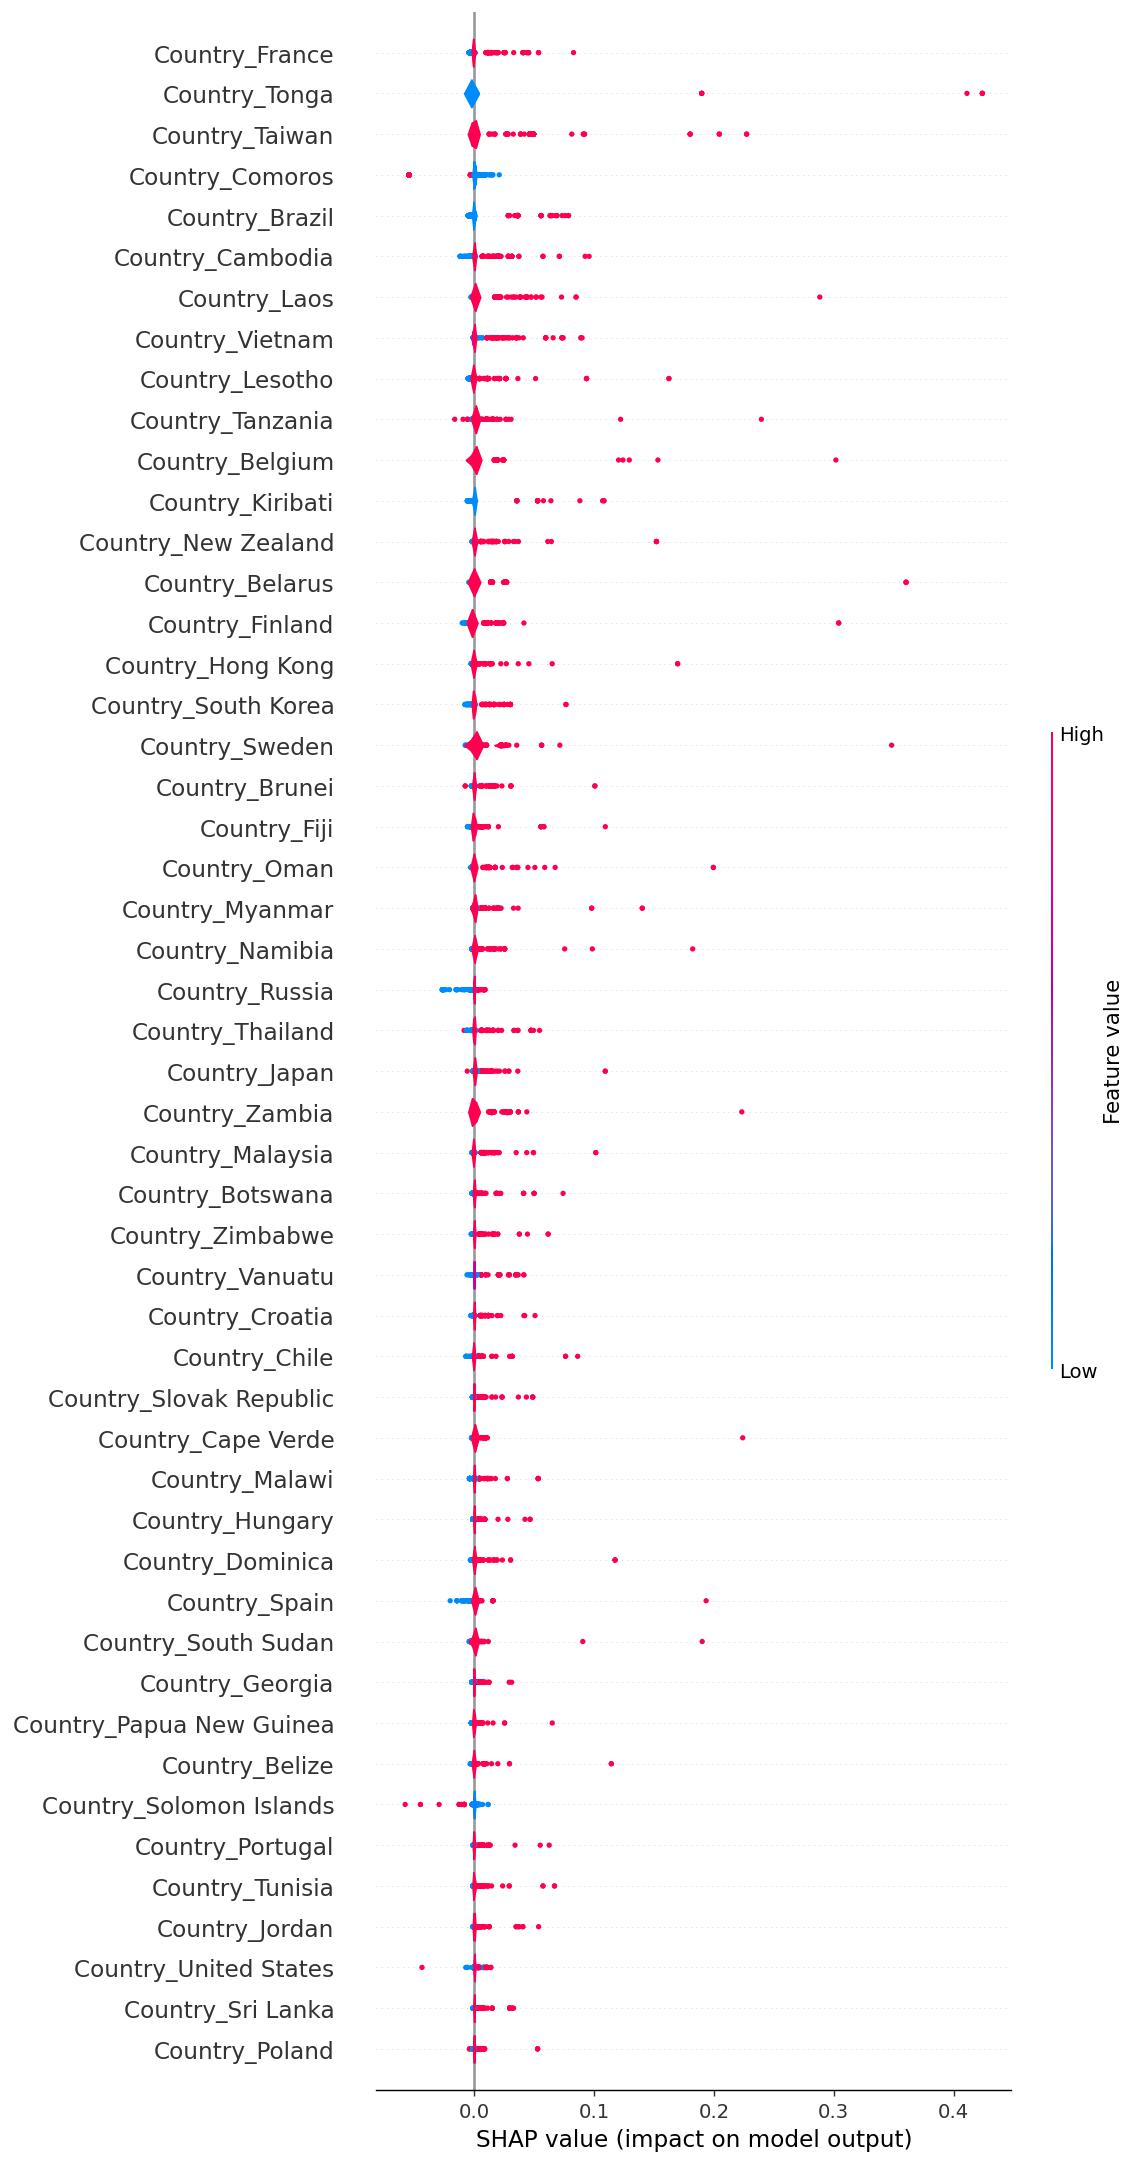 Country_France
Country_Tonga
Country_Taiwan
Country_Comoros
Country_Brazil
Country_Cambodia
Country_Laos
Country_Vietnam
Country_Lesotho
Country_Tanzania
Country_Belgium
Country_Kiribati
Country_New Zealand
Country_Belarus
Country_Finland
Country_Hong Kong
Country_South Korea
Country_Sweden
Country_Brunei
Country_Fiji
Country_Oman
Country_Myanmar
Country_Namibia
Country_Russia
Country_Thailand
Country_Japan
Country_Zambia
Country_Malaysia
Country_Botswana
Country_Zimbabwe
Country_Vanuatu
Country_Croatia
Country_Chile
Country_Slovak Republic
Country_Cape Verde
Country_Malawi
Country_Hungary
Country_Dominica
Country_Spain
Country_South Sudan
Country_Georgia
Country_Papua New Guinea
Country_Belize
Country_Solomon Islands
Country_Portugal
Country_Tunisia
Country_Jordan
Country_United States
Country_Sri Lanka
Country_Poland
0.0 0.1 0.2 0.3 0.4
SHAP value (impact on model output)
High
Feature value
Low